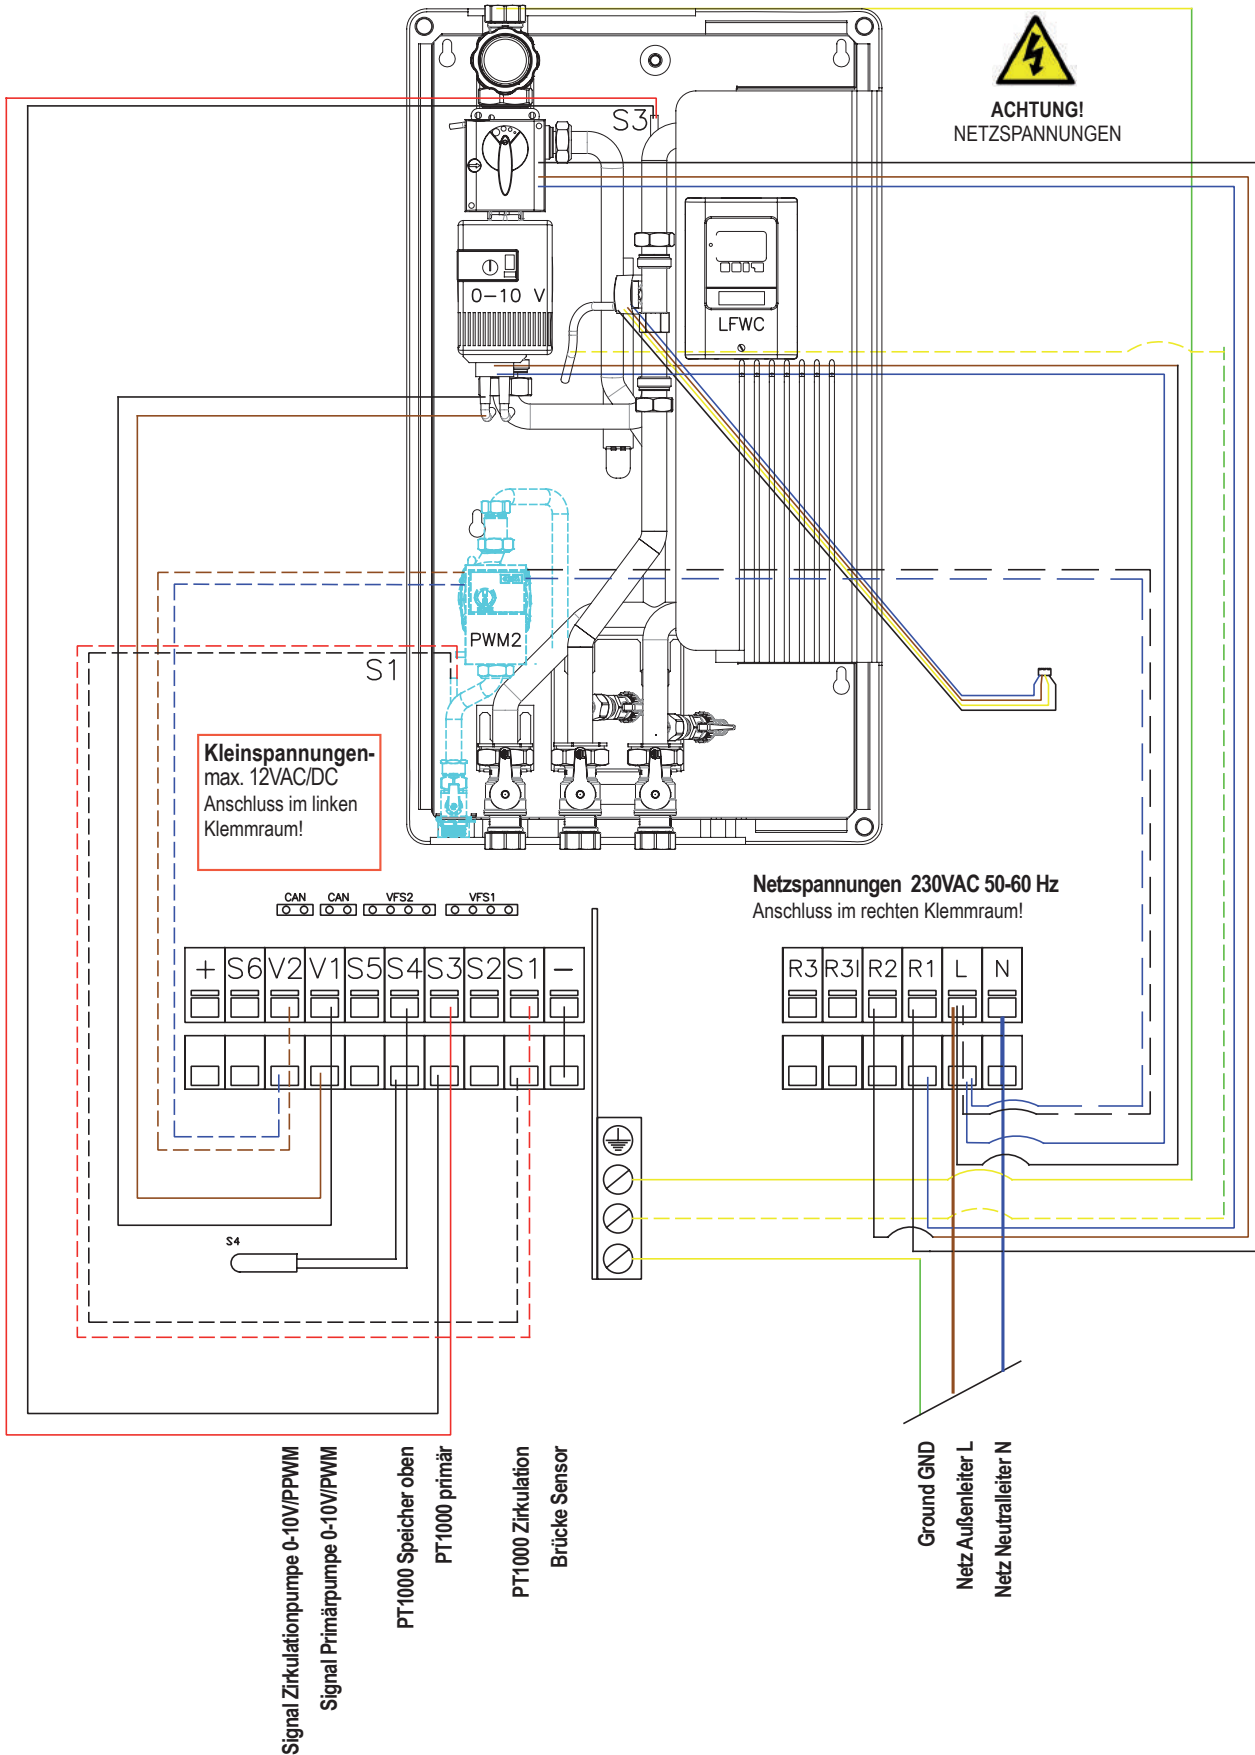 ACHTUNG!
NETZSPANNUNGEN
S3
0-10 V
LFWC
PWM2
S1
Kleinspannungen-
max. 12VAC/DC
Anschluss im linken
Klemmraum!
Netzspannungen 230VAC 50-60 Hz
Anschluss im rechten Klemmraum!
CAN CAN VFS2 VFS1
+ S6 V2 V1 S5 S4 S3 S2 S1 −
R3 R3I R2 R1 L N
S4
Signal Zirkulationpumpe 0-10V/PPWM
Signal Primärpumpe 0-10V/PWM
PT1000 Speicher oben
PT1000 primär
PT1000 Zirkulation
Brücke Sensor
Ground GND
Netz Außenleiter L
Netz Neutralleiter N